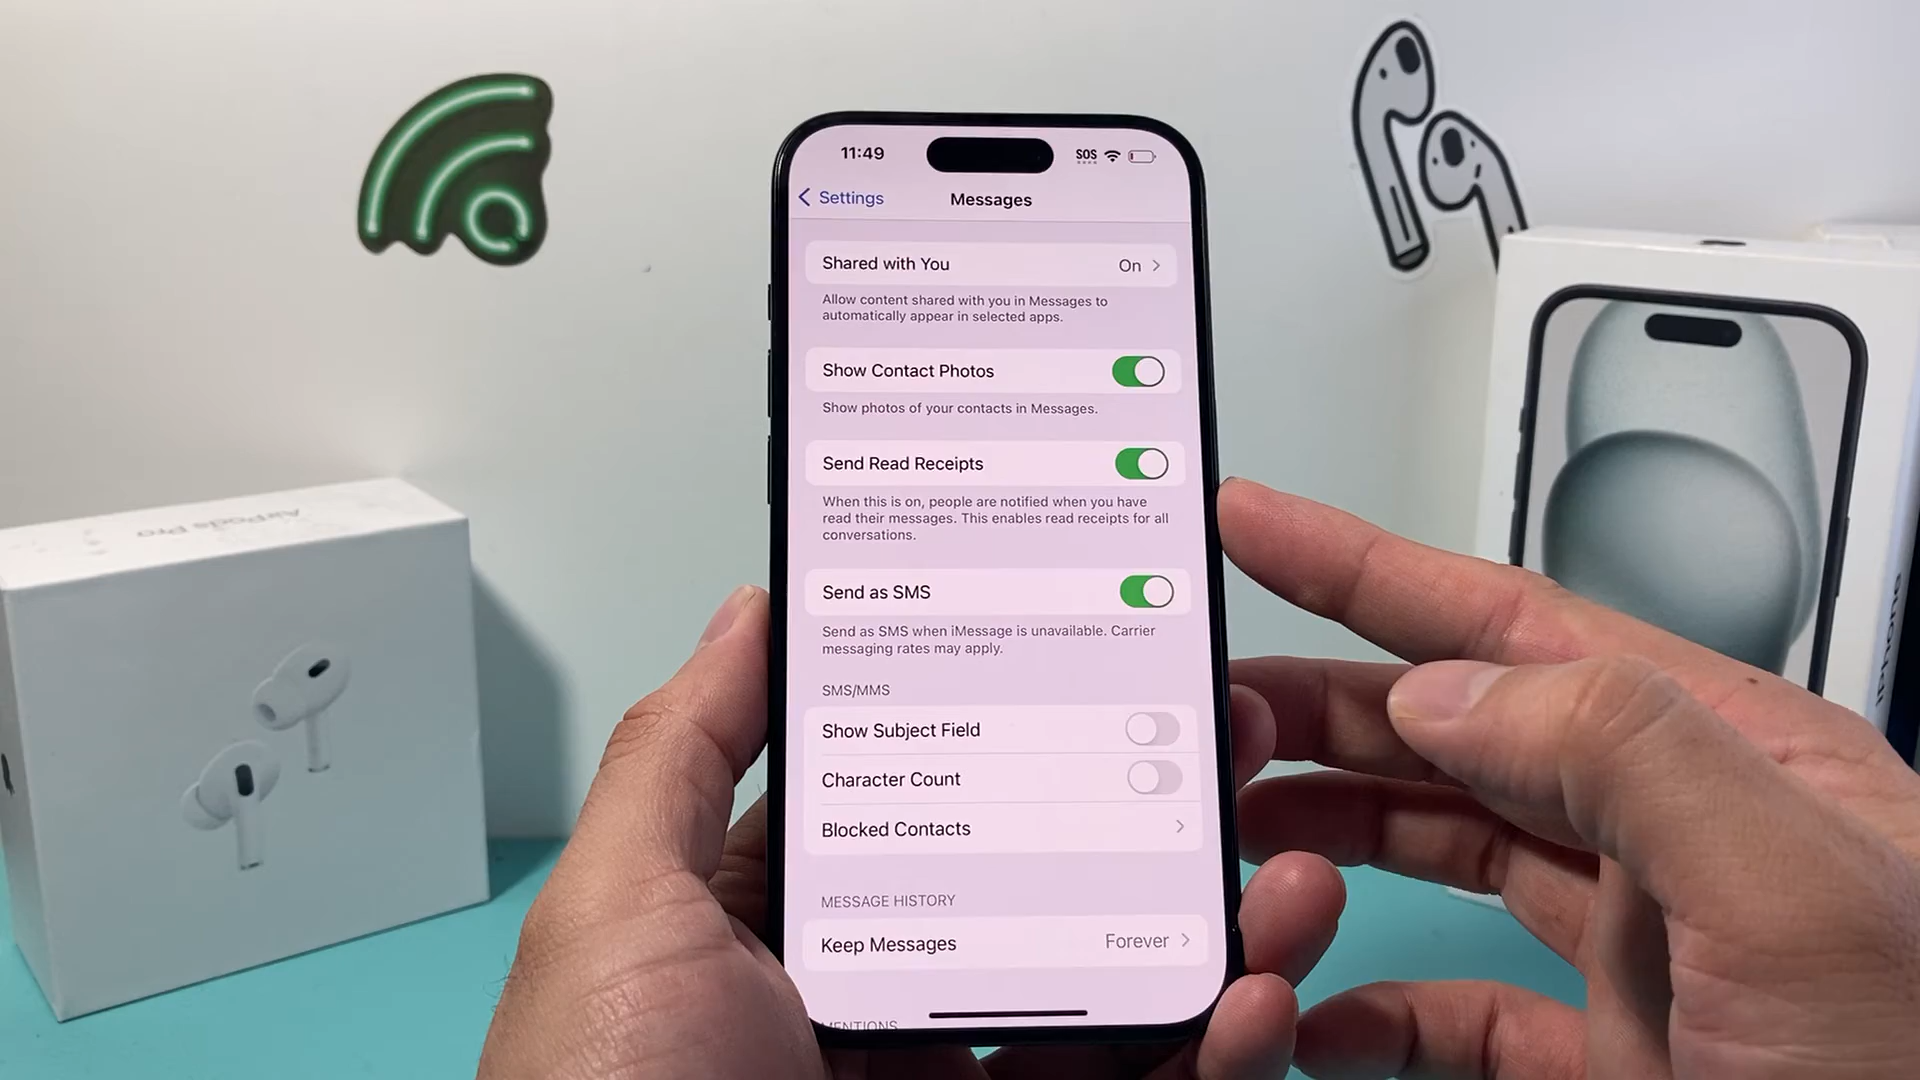 11:49
SOS
Settings
Messages
Shared with You
On
Allow content shared with you in Messages to
automatically appear in selected apps.
Show Contact Photos
Show photos of your contacts in Messages.
Send Read Receipts
When this is on, people are notified when you have
read their messages. This enables read receipts for all
conversations.
Send as SMS
Send as SMS when iMessage is unavailable. Carrier
messaging rates may apply.
SMS/MMS
Show Subject Field
Character Count
Blocked Contacts
MESSAGE HISTORY
Keep Messages
Forever
MENTIONS
AirPods Pro
iPhone